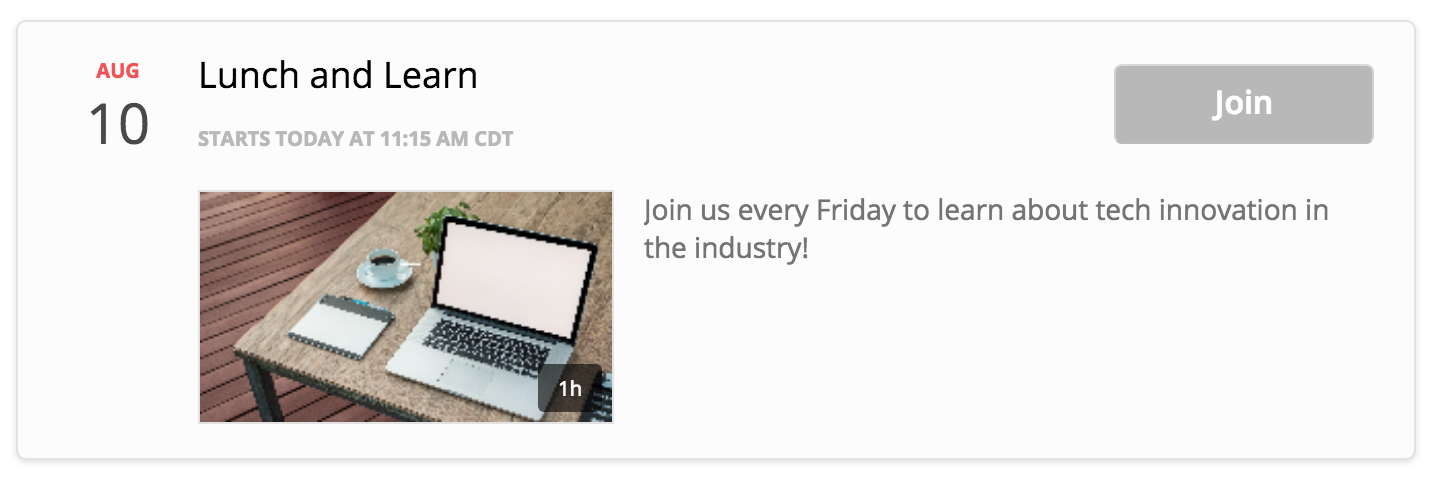 AUG
10
Lunch and Learn
STARTS TODAY AT 11:15 AM CDT
Join
Join us every Friday to learn about tech innovation in
the industry!
1h